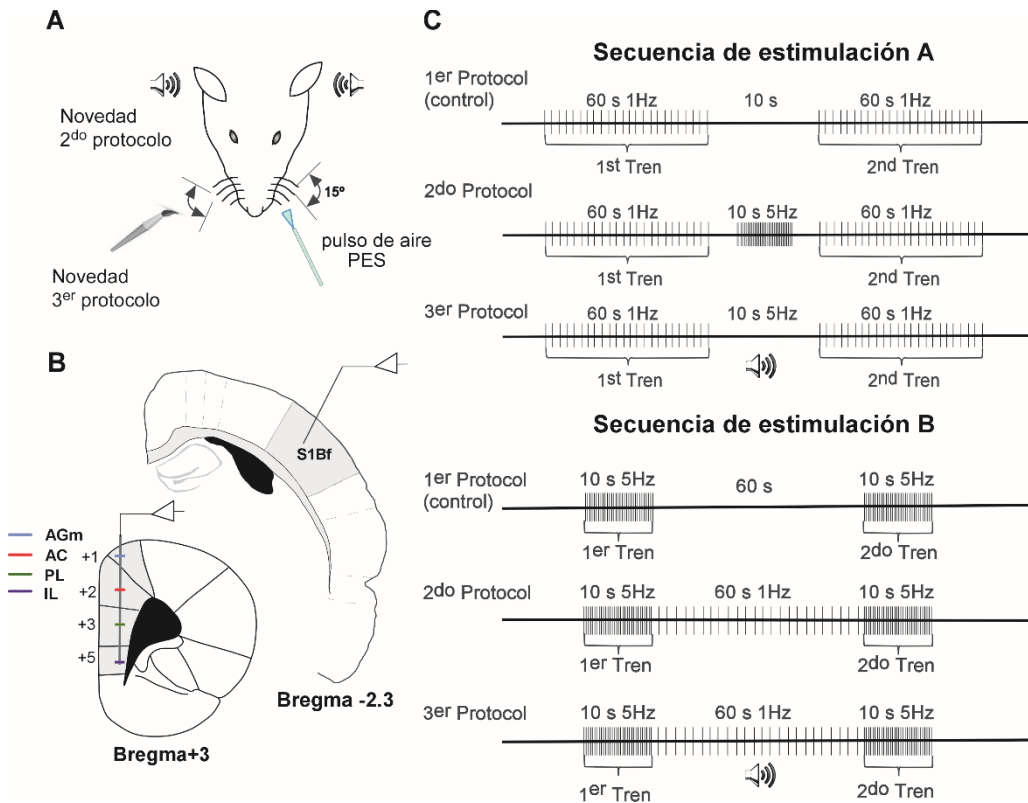 A
Novedad
2do protocolo
15º
pulso de aire
PES
Novedad
3er protocolo
B
S1Bf
AGm
AC
PL
IL
+1
+2
+3
+5
Bregma -2.3
Bregma+3
C
Secuencia de estimulación A
1er Protocol
(control)
60 s 1Hz 10 s 60 s 1Hz
1st Tren 2nd Tren
2do Protocol
60 s 1Hz 10 s 5Hz 60 s 1Hz
1st Tren 2nd Tren
3er Protocol
60 s 1Hz 10 s 5Hz 60 s 1Hz
1st Tren 2nd Tren
Secuencia de estimulación B
1er Protocol
(control)
10 s 5Hz 60 s 10 s 5Hz
1er Tren 2do Tren
2do Protocol
10 s 5Hz 60 s 1Hz 10 s 5Hz
1er Tren 2do Tren
3er Protocol
10 s 5Hz 60 s 1Hz 10 s 5Hz
1er Tren 2do Tren